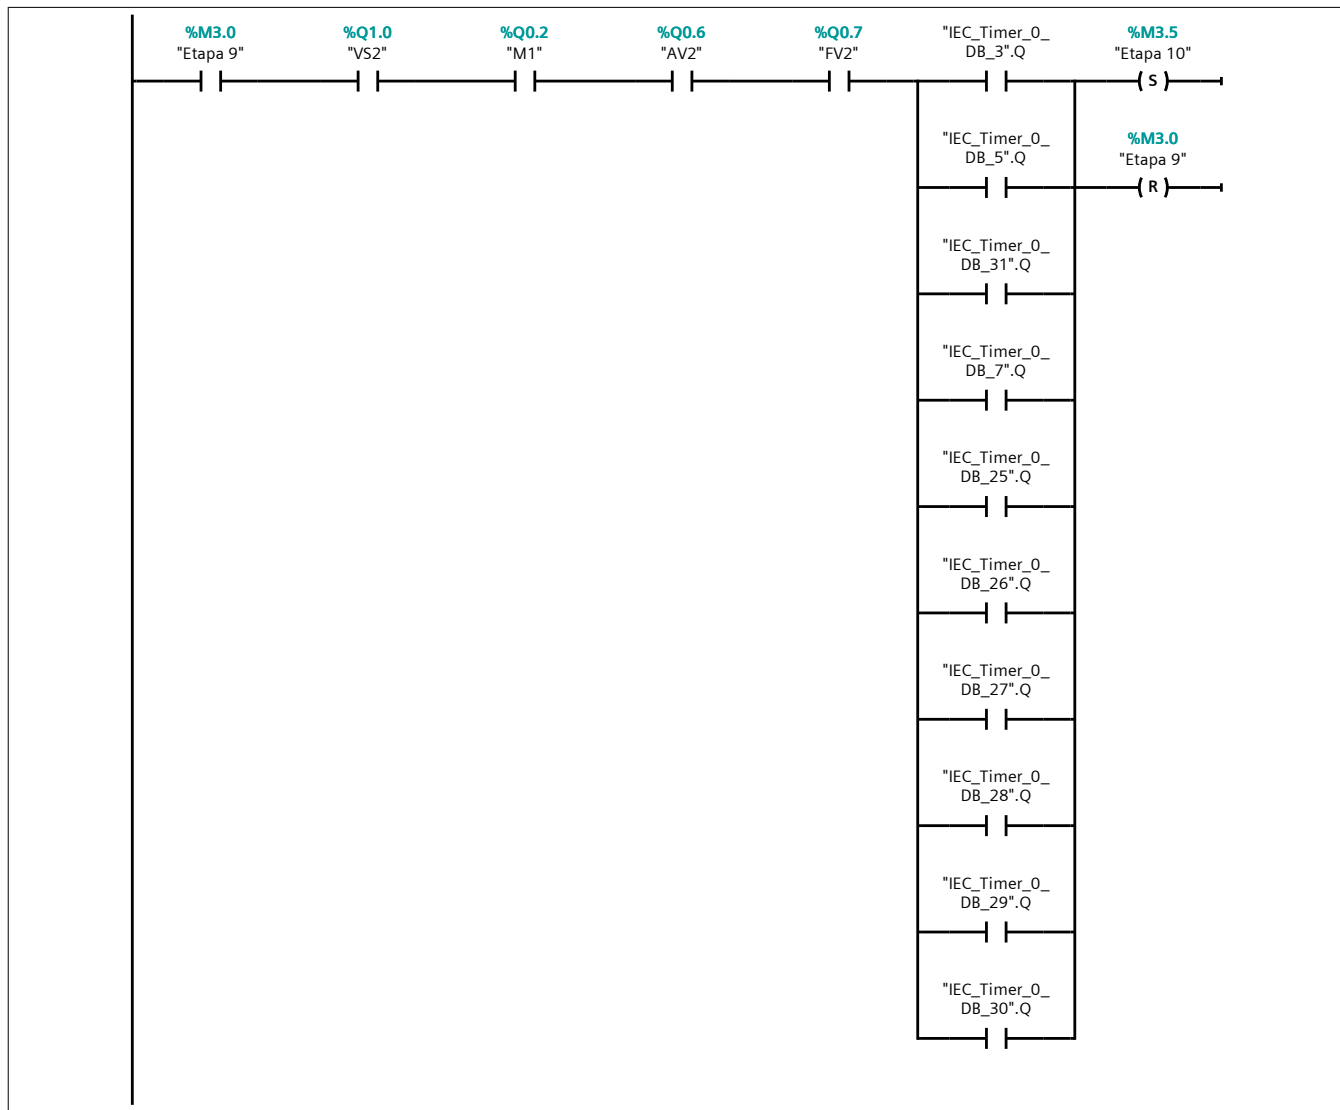 %M3.0
"Etapa 9"
%Q1.0
"VS2"
%Q0.2
"M1"
%Q0.6
"AV2"
%Q0.7
"FV2"
"IEC_Timer_0_
DB_3".Q
%M3.5
"Etapa 10"
S
"IEC_Timer_0_
DB_5".Q
%M3.0
"Etapa 9"
R
"IEC_Timer_0_
DB_31".Q
"IEC_Timer_0_
DB_7".Q
"IEC_Timer_0_
DB_25".Q
"IEC_Timer_0_
DB_26".Q
"IEC_Timer_0_
DB_27".Q
"IEC_Timer_0_
DB_28".Q
"IEC_Timer_0_
DB_29".Q
"IEC_Timer_0_
DB_30".Q